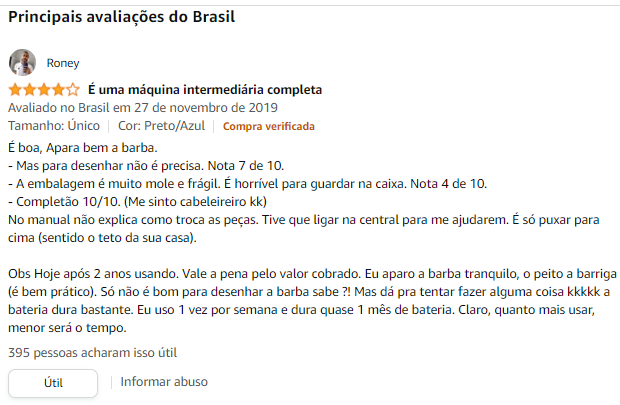 Principais avaliações do Brasil
Roney
É uma máquina intermediária completa
Avaliado no Brasil em 27 de novembro de 2019
Tamanho: Único | Cor: Preto/Azul | Compra verificada
É boa, Apara bem a barba.
- Mas para desenhar não é precisa. Nota 7 de 10.
- A embalagem é muito mole e frágil. É horrível para guardar na caixa. Nota 4 de 10.
- Completão 10/10. (Me sinto cabeleireiro kk)
No manual não explica como troca as peças. Tive que ligar na central para me ajudarem. É só puxar para
cima (sentido o teto da sua casa).
Obs Hoje após 2 anos usando. Vale a pena pelo valor cobrado. Eu aparo a barba tranquilo, o peito a barriga
(é bem prático). Só não é bom para desenhar a barba sabe ?! Mas dá pra tentar fazer alguma coisa kkkkk a
bateria dura bastante. Eu uso 1 vez por semana e dura quase 1 mês de bateria. Claro, quanto mais usar,
menor será o tempo.
395 pessoas acharam isso útil
Útil | Informar abuso